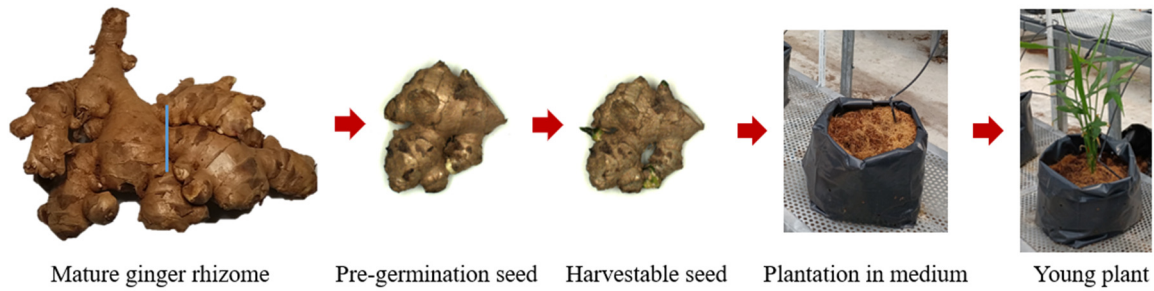 Mature ginger rhizome
Pre-germination seed
Harvestable seed
Plantation in medium
Young plant